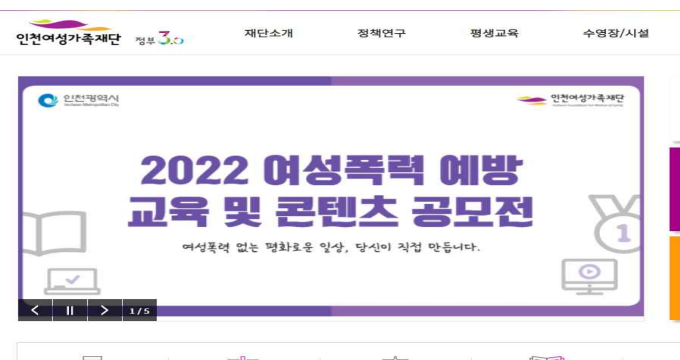 인천여성가족재단 정부 3.0
재단소개 정책연구 평생교육 수영장/시설
인천광역시
Incheon Metropolitan City
인천여성가족재단
2022 여성폭력 예방
교육 및 콘텐츠 공모전
여성폭력 없는 평화로운 일상, 당신이 직접 만듭니다.
1
1/5